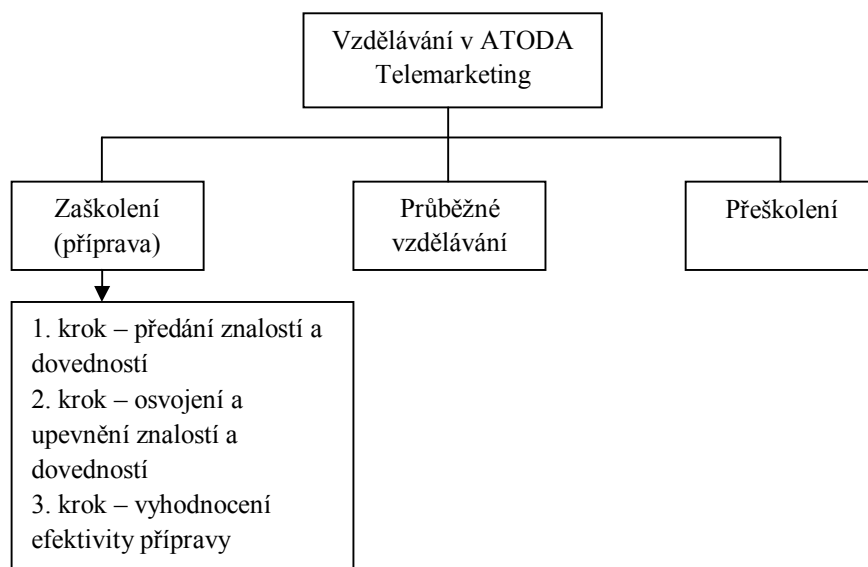 Vzdělávání v ATODA
Telemarketing
Zaškolení
(příprava)
Průběžné
vzdělávání
Přeškolení
1. krok – předání znalostí a
dovedností
2. krok – osvojení a
upevnění znalostí a
dovedností
3. krok – vyhodnocení
efektivity přípravy